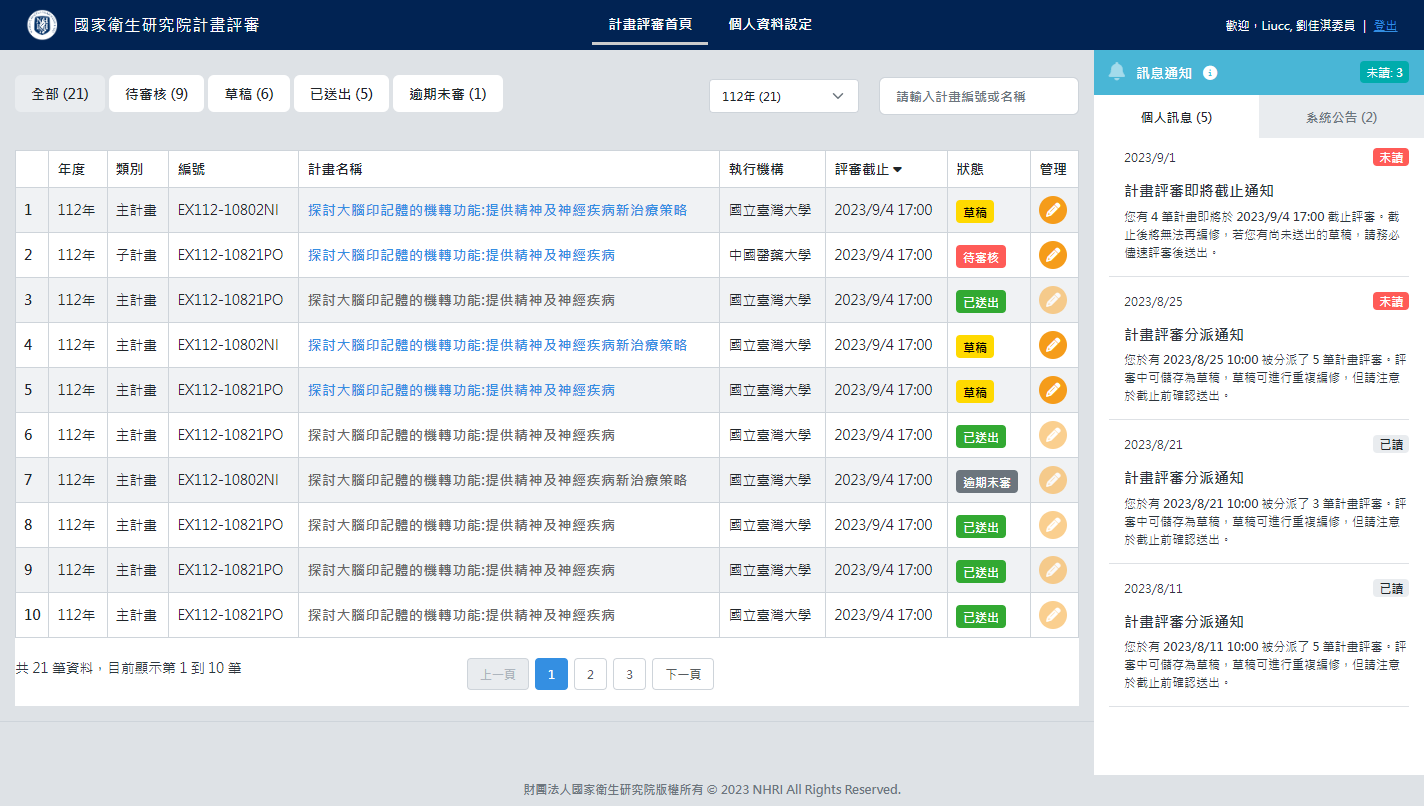 國家衛生研究院計畫評審
計畫評審首頁 個人資料設定
歡迎，Liucc, 劉佳淇委員 | 登出
全部 (21) 待審核 (9) 草稿 (6) 已送出 (5) 逾期未審 (1)
112年 (21)
請輸入計畫編號或名稱
年度 類別 編號 計畫名稱 執行機構 評審截止 狀態 管理
1 112年 主計畫 EX112-10802NI 探討大腦印記體的機轉功能:提供精神及神經疾病新治療策略 國立臺灣大學 2023/9/4 17:00 草稿
2 112年 子計畫 EX112-10821PO 探討大腦印記體的機轉功能:提供精神及神經疾病 中國醫藥大學 2023/9/4 17:00 待審核
3 112年 主計畫 EX112-10821PO 探討大腦印記體的機轉功能:提供精神及神經疾病 國立臺灣大學 2023/9/4 17:00 已送出
4 112年 主計畫 EX112-10802NI 探討大腦印記體的機轉功能:提供精神及神經疾病新治療策略 國立臺灣大學 2023/9/4 17:00 草稿
5 112年 主計畫 EX112-10821PO 探討大腦印記體的機轉功能:提供精神及神經疾病 國立臺灣大學 2023/9/4 17:00 草稿
6 112年 主計畫 EX112-10821PO 探討大腦印記體的機轉功能:提供精神及神經疾病 國立臺灣大學 2023/9/4 17:00 已送出
7 112年 主計畫 EX112-10802NI 探討大腦印記體的機轉功能:提供精神及神經疾病新治療策略 國立臺灣大學 2023/9/4 17:00 逾期未審
8 112年 主計畫 EX112-10821PO 探討大腦印記體的機轉功能:提供精神及神經疾病 國立臺灣大學 2023/9/4 17:00 已送出
9 112年 主計畫 EX112-10821PO 探討大腦印記體的機轉功能:提供精神及神經疾病 國立臺灣大學 2023/9/4 17:00 已送出
10 112年 主計畫 EX112-10821PO 探討大腦印記體的機轉功能:提供精神及神經疾病 國立臺灣大學 2023/9/4 17:00 已送出
共 21 筆資料，目前顯示第 1 到 10 筆
上一頁 1 2 3 下一頁
訊息通知 未讀: 3
個人訊息 (5) 系統公告 (2)
2023/9/1 未讀
計畫評審即將截止通知
您有 4 筆計畫即將於 2023/9/4 17:00 截止評審。截
止後將無法再編修，若您有尚未送出的草稿，請務必
儘速評審後送出。
2023/8/25 未讀
計畫評審分派通知
您於有 2023/8/25 10:00 被分派了 5 筆計畫評審。評
審中可儲存為草稿，草稿可進行重複編修，但請注意
於截止前確認送出。
2023/8/21 已讀
計畫評審分派通知
您於有 2023/8/21 10:00 被分派了 3 筆計畫評審。評
審中可儲存為草稿，草稿可進行重複編修，但請注意
於截止前確認送出。
2023/8/11 已讀
計畫評審分派通知
您於有 2023/8/11 10:00 被分派了 5 筆計畫評審。評
審中可儲存為草稿，草稿可進行重複編修，但請注意
於截止前確認送出。
財團法人國家衛生研究院版權所有 © 2023 NHRI All Rights Reserved.